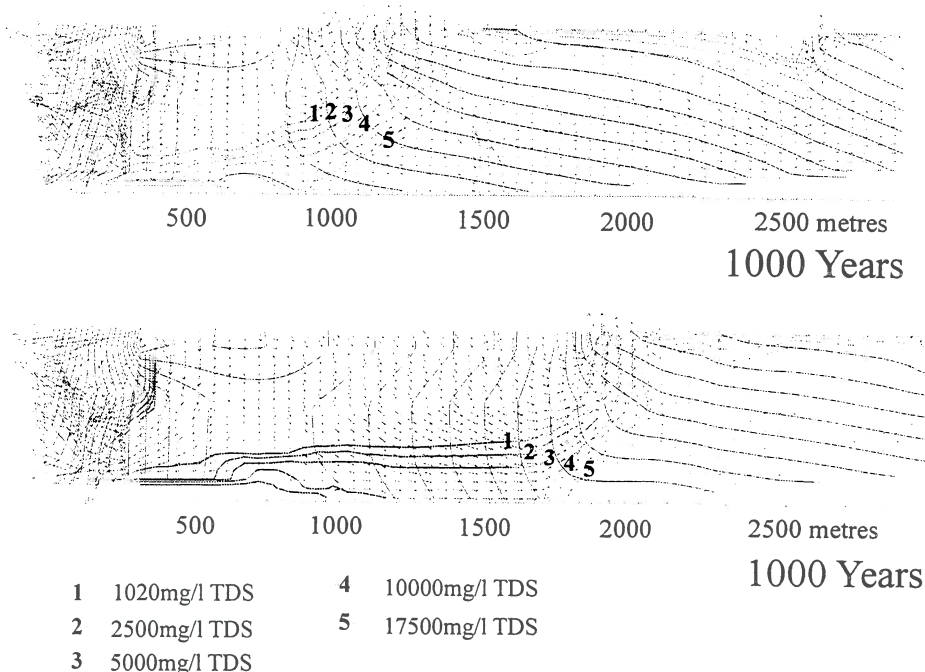 1 2 3
4
5
500 1000 1500 2000 2500 metres
1000 Years
1
2
3
4
5
500 1000 1500 2000 2500 metres
1000 Years
1 1020mg/l TDS
2 2500mg/l TDS
3 5000mg/l TDS
4 10000mg/l TDS
5 17500mg/l TDS